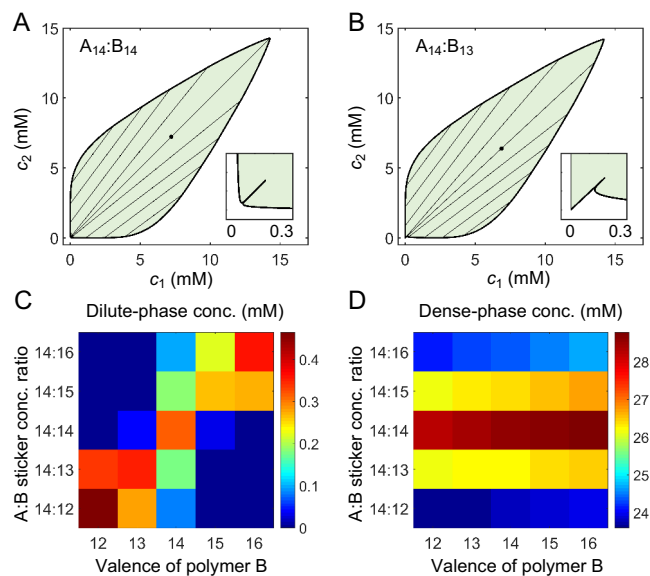 A
A14:B14
15
10
5
0
c2 (mM)
0 5 10 15
c1 (mM)
0 0.3
B
A14:B13
15
10
5
0
c2 (mM)
0 5 10 15
c1 (mM)
0 0.3
C
Dilute-phase conc. (mM)
A:B sticker conc. ratio
14:16
14:15
14:14
14:13
14:12
12 13 14 15 16
Valence of polymer B
0.4
0.3
0.2
0.1
0
D
Dense-phase conc. (mM)
A:B sticker conc. ratio
14:16
14:15
14:14
14:13
14:12
12 13 14 15 16
Valence of polymer B
28
27
26
25
24